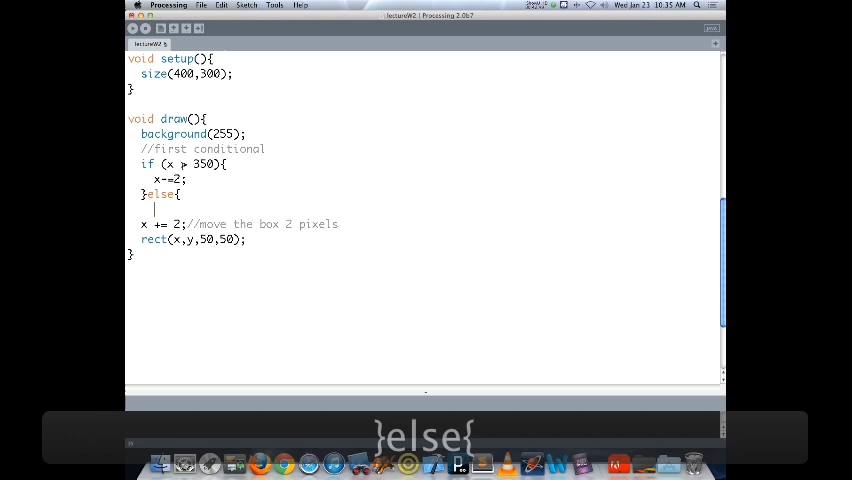 Processing File Edit Sketch Tools Help
Wed Jan 23 10:35 AM
lectureW2 | Processing 2.0b7
java
lectureW2 §
void setup(){
size(400,300);
}
void draw(){
background(255);
//first conditional
if (x > 350){
x-=2;
}else{
x += 2;//move the box 2 pixels
rect(x,y,50,50);
}
}else{